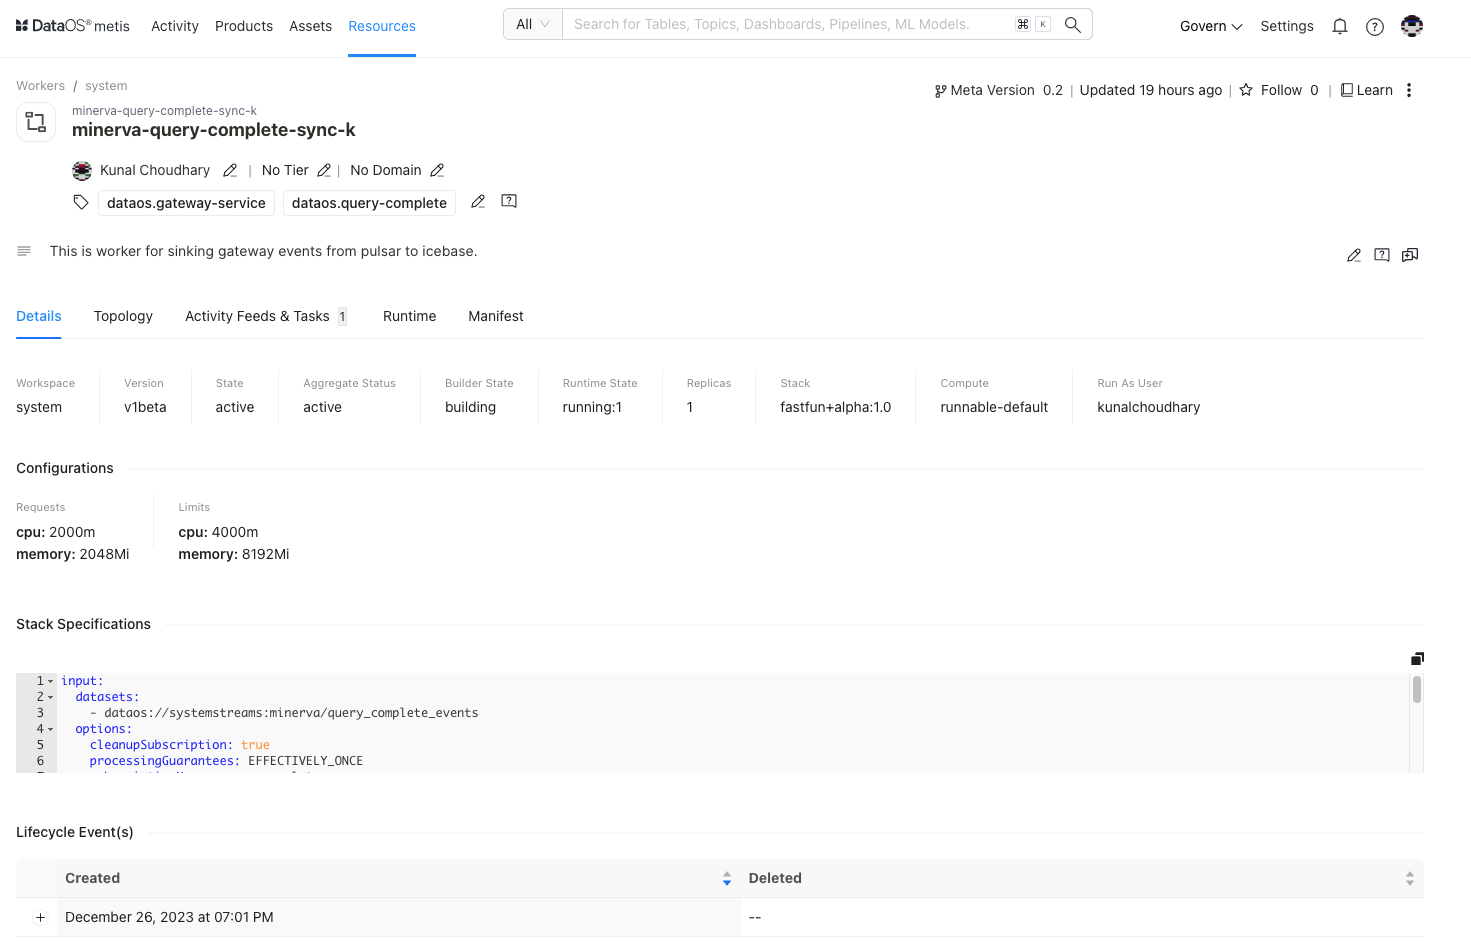 DataOS® metis Activity Products Assets Resources All Search for Tables, Topics, Dashboards, Pipelines, ML Models. ⌘ K Govern Settings
Workers / system
Meta Version 0.2 | Updated 19 hours ago | Follow 0 | Learn
minerva-query-complete-sync-k
minerva-query-complete-sync-k
Kunal Choudhary | No Tier | No Domain
dataos.gateway-service dataos.query-complete
This is worker for sinking gateway events from pulsar to icebase.
Details Topology Activity Feeds & Tasks 1 Runtime Manifest
Workspace Version State Aggregate Status Builder State Runtime State Replicas Stack Compute Run As User
system v1beta active active building running:1 1 fastfun+alpha:1.0 runnable-default kunalchoudhary
Configurations
Requests Limits
cpu: 2000m cpu: 4000m
memory: 2048Mi memory: 8192Mi
Stack Specifications
1 input:
2 datasets:
3 - dataos://systemstreams:minerva/query_complete_events
4 options:
5 cleanupSubscription: true
6 processingGuarantees: EFFECTIVELY_ONCE
Lifecycle Event(s)
Created Deleted
+ December 26, 2023 at 07:01 PM --